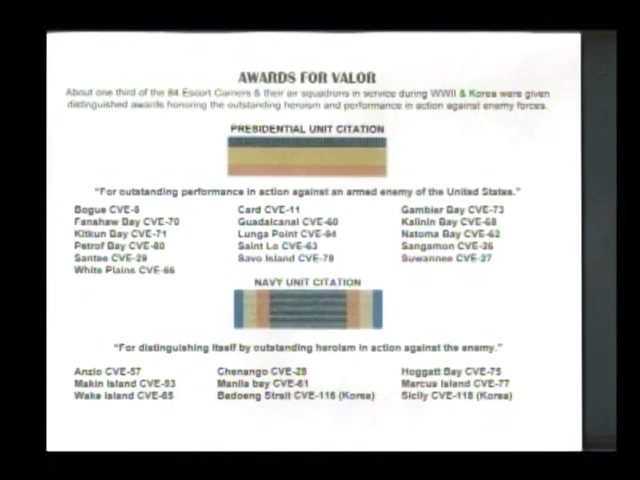 AWARDS FOR VALOR
About one third of the 84 Escort Carriers & their air squadrons in service during WWII & Korea were given
distinguished awards honoring the outstanding heroism and performance in action against enemy forces.
PRESIDENTIAL UNIT CITATION
"For outstanding performance in action against an armed enemy of the United States."
Bogue CVE-9 Card CVE-11 Gambier Bay CVE-73
Fanshaw Bay CVE-70 Guadalcanal CVE-60 Kalinin Bay CVE-68
Kitkun Bay CVE-71 Lunga Point CVE-94 Natoma Bay CVE-62
Petrof Bay CVE-80 Saint Lo CVE-63 Sangamon CVE-26
Santee CVE-29 Savo Island CVE-78 Suwannee CVE-27
White Plains CVE-66
NAVY UNIT CITATION
"For distinguishing itself by outstanding heroism in action against the enemy."
Anzio CVE-57 Chenango CVE-28 Hoggatt Bay CVE-75
Makin Island CVE-93 Manila bay CVE-61 Marcus Island CVE-77
Wake Island CVE-65 Badoeng Strait CVE-116 (Korea) Sicily CVE-118 (Korea)